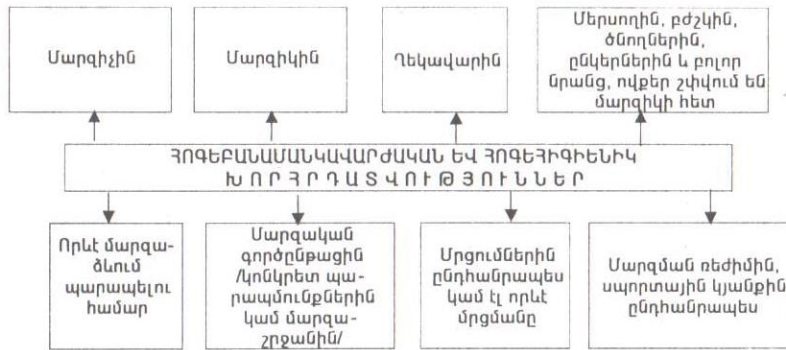 Մարզիչին
Մարզիկին
Ղեկավարին
Մերսողին, բժշկին,
ծնողներին,
ընկերներին և բոլոր
նրանց, ովքեր շփվում են
մարզիկի հետ
ՀՈԳԵԲԱՆԱՄԱՆԿԱՎԱՐԺԱԿԱՆ ԵՎ ՀՈԳԵՀԻԳԻԵՆԻԿ
ԽՈՐՀՐԴԱՏՎՈՒԹՅՈՒՆՆԵՐ
Որևէ մարզա-
ձևում
պարապելու
համար
Մարզական
գործընթացին
/կոնկրետ պա-
րապմունքներին
կամ մարզա-
շրջանին/
Մրցումներին
ընդհանրապես
կամ էլ որևէ
մրցմանը
Մարզման ռեժիմին,
սպորտային կյանքին
ընդհանրապես